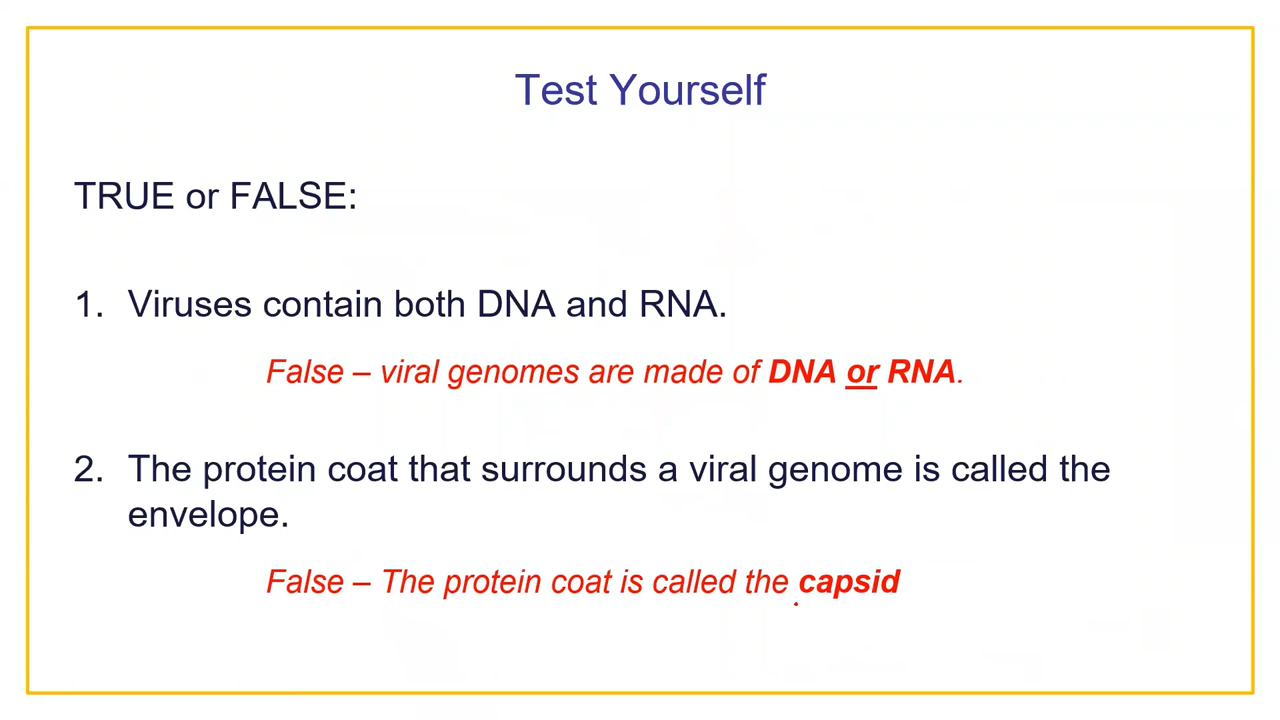 Test Yourself
TRUE or FALSE:
1. Viruses contain both DNA and RNA.
False – viral genomes are made of DNA or RNA.
2. The protein coat that surrounds a viral genome is called the
envelope.
False – The protein coat is called the capsid